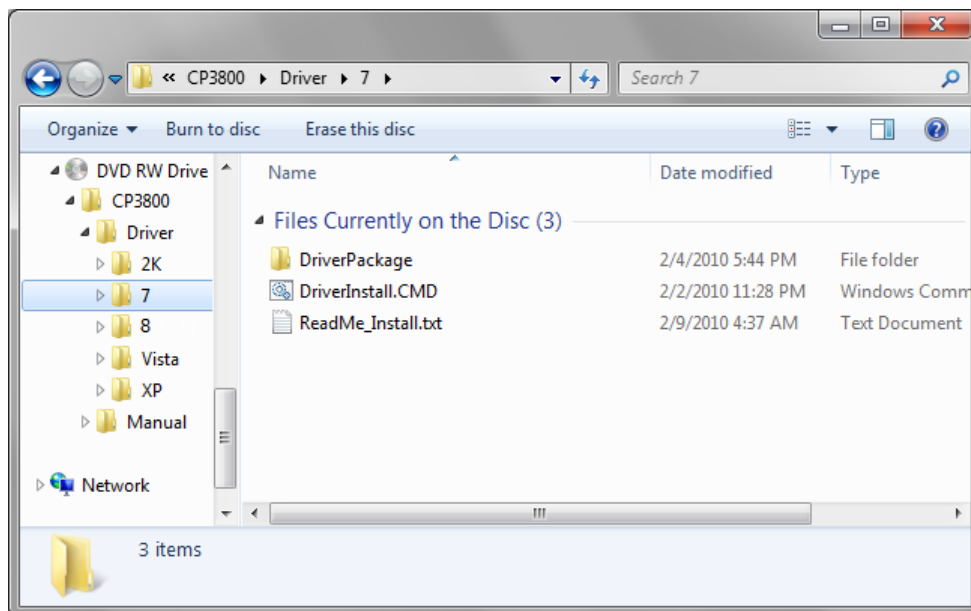 « CP3800 ▸ Driver ▸ 7 ▸ Search 7
Organize ▾ Burn to disc Erase this disc
DVD RW Drive
CP3800
Driver
2K
7
8
Vista
XP
Manual
Network
Name Date modified Type
Files Currently on the Disc (3)
DriverPackage 2/4/2010 5:44 PM File folder
DriverInstall.CMD 2/2/2010 11:28 PM Windows Comm
ReadMe_Install.txt 2/9/2010 4:37 AM Text Document
3 items